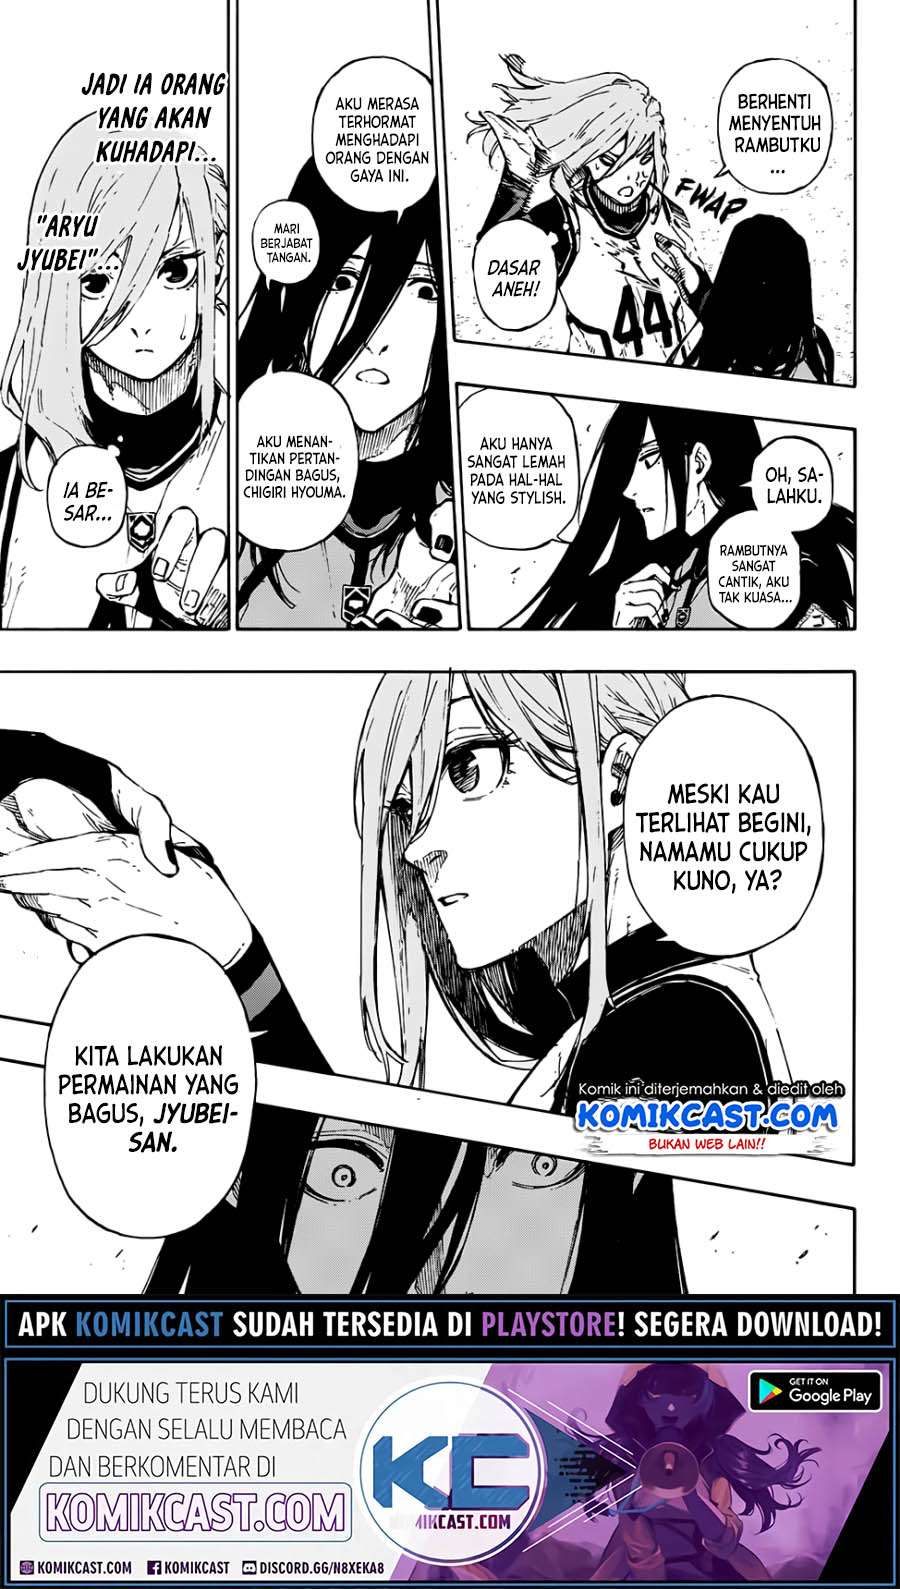 BERHENTI
MENYENTUH
RAMBUTKU
...
FWAP
DASAR
ANEH!
OH, SA-
LAHKU.
RAMBUTNYA
SANGAT
CANTIK, AKU
TAK KUASA...
AKU HANYA
SANGAT LEMAH
PADA HAL-HAL
YANG STYLISH.
AKU MERASA
TERHORMAT
MENGHADAPI
ORANG DENGAN
GAYA INI.
MARI
BERJABAT
TANGAN.
AKU MENAN-
TIKAN PERTAN-
DINGAN BAGUS,
CHIGIRI HYOUMA.
JADI IA ORANG
YANG AKAN
KUHADAPI...
"ARYU
JYUBEI"...
IA BE-
SAR...
44
MESKI KAU
TERLIHAT BEGINI,
NAMAMU CUKUP
KUNO, YA?
KITA LAKUKAN
PERMAINAN YANG
BAGUS, JYUBEI-
SAN.
Komik ini diterjemahkan & diedit oleh
KOMIKCAST.COM
BUKAN WEB LAIN!!
APK KOMIKCAST SUDAH TERSEDIA DI PLAYSTORE! SEGERA DOWNLOAD!
DUKUNG TERUS KAMI
DENGAN SELALU MEMBACA
DAN BERKOMENTAR DI
KOMIKCAST.COM
KOMIKCAST.COM KOMIKCAST DISCORD.GG/N8XEKA8
KC
KOMIKCAST.COM
GET IT ON
Google Play